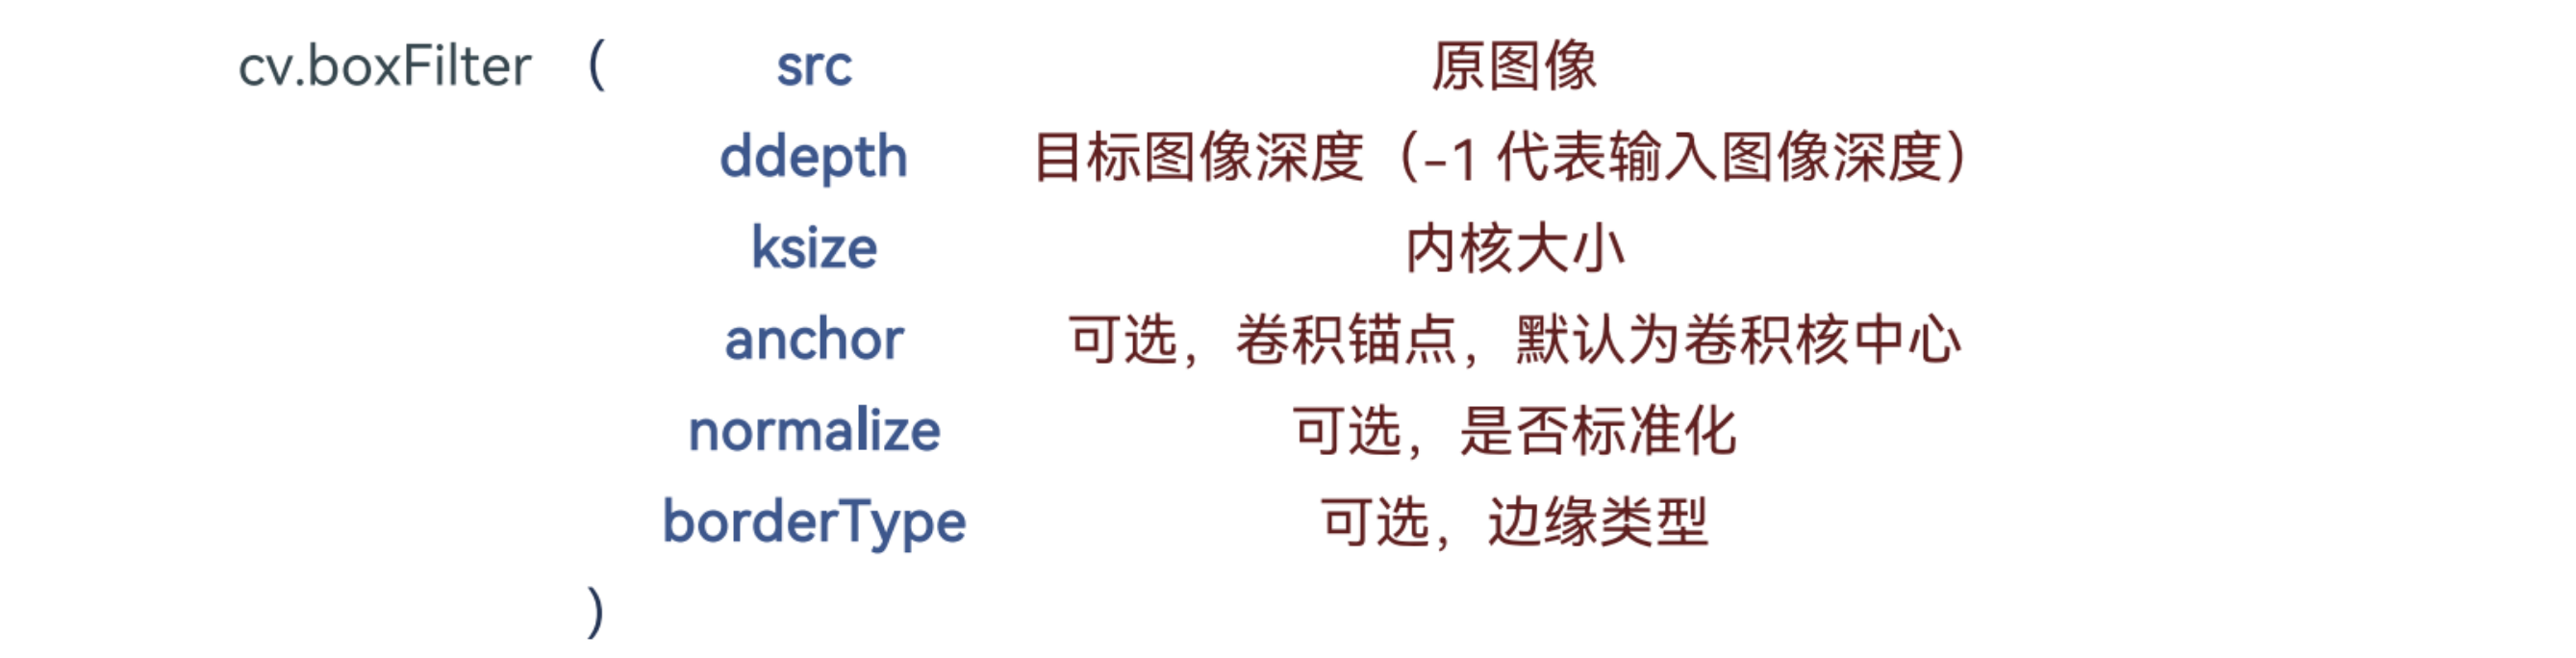 cv.boxFilter ( src 原图像
ddepth 目标图像深度（-1 代表输入图像深度）
ksize 内核大小
anchor 可选，卷积锚点，默认为卷积核中心
normalize 可选，是否标准化
borderType 可选，边缘类型
)